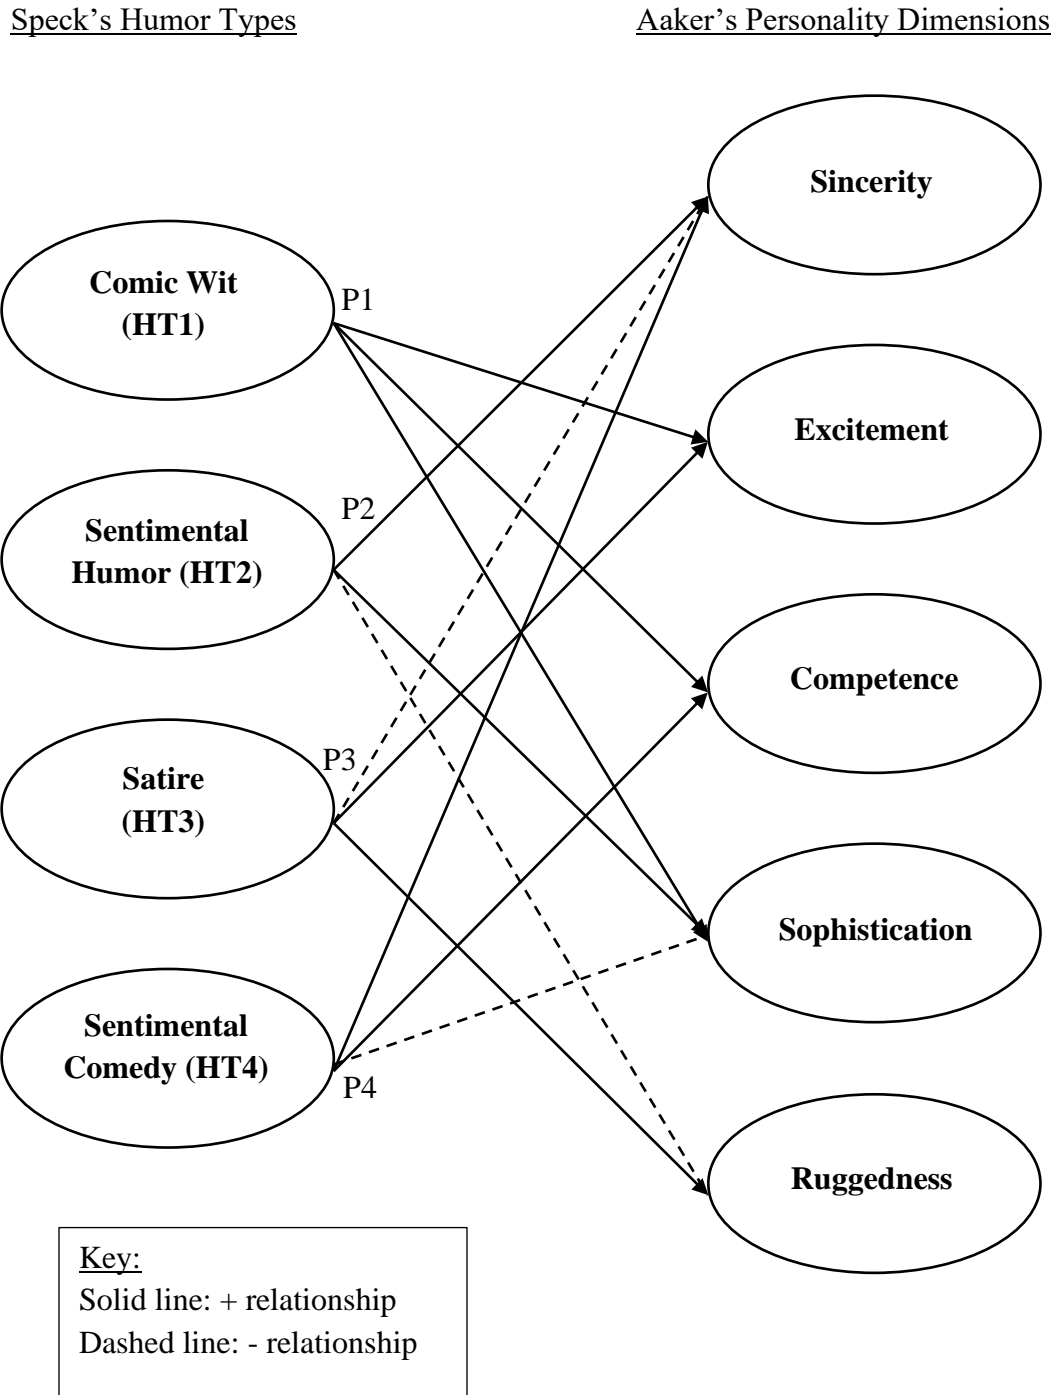 Speck’s Humor Types
Aaker’s Personality Dimensions
Sincerity
Comic Wit
(HT1)
P1
Excitement
Sentimental
Humor (HT2)
P2
Competence
Satire
(HT3)
P3
Sophistication
Sentimental
Comedy (HT4)
P4
Ruggedness
Key:
Solid line: + relationship
Dashed line: - relationship